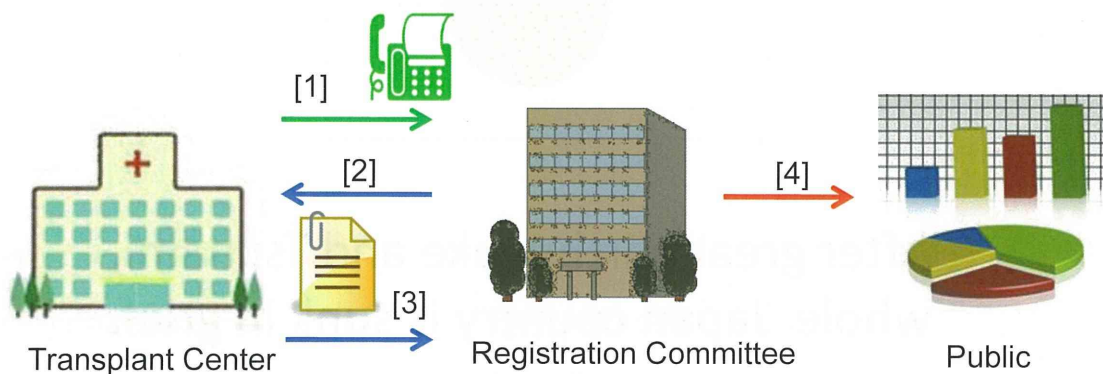 [1]
[2]
[3]
[4]
Transplant Center
Registration Committee
Public